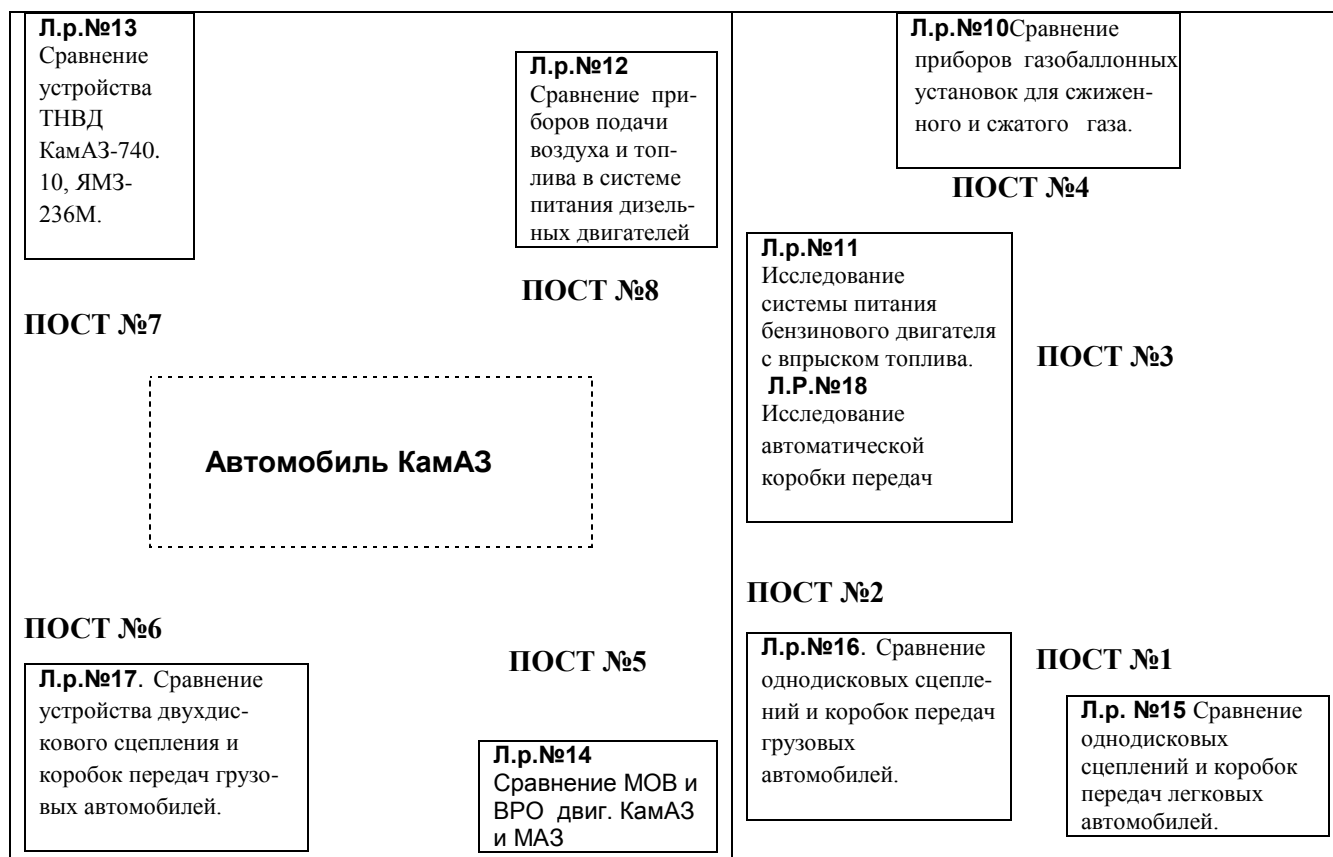 Л.р.№13
Сравнение
устройства
ТНВД
КамАЗ-740.
10, ЯМЗ-
236М.
Л.р.№12
Сравнение при-
боров подачи
воздуха и топ-
лива в системе
питания дизель-
ных двигателей
ПОСТ №8
ПОСТ №7
Автомобиль КамАЗ
ПОСТ №6
Л.р.№17. Сравнение
устройства двухдис-
кового сцепления и
коробок передач грузо-
вых автомобилей.
ПОСТ №5
Л.р.№14
Сравнение МОВ и
ВРО двиг. КамАЗ
и МАЗ
Л.р.№10Сравнение
приборов газобаллонных
установок для сжижен-
ного и сжатого газа.
ПОСТ №4
Л.р.№11
Исследование
системы питания
бензинового двигателя
с впрыском топлива.
Л.Р.№18
Исследование
автоматической
коробки передач
ПОСТ №3
ПОСТ №2
Л.р.№16. Сравнение
однодисковых сцепле-
ний и коробок передач
грузовых
автомобилей.
ПОСТ №1
Л.р. №15 Сравнение
однодисковых
сцеплений и коробок
передач легковых
автомобилей.